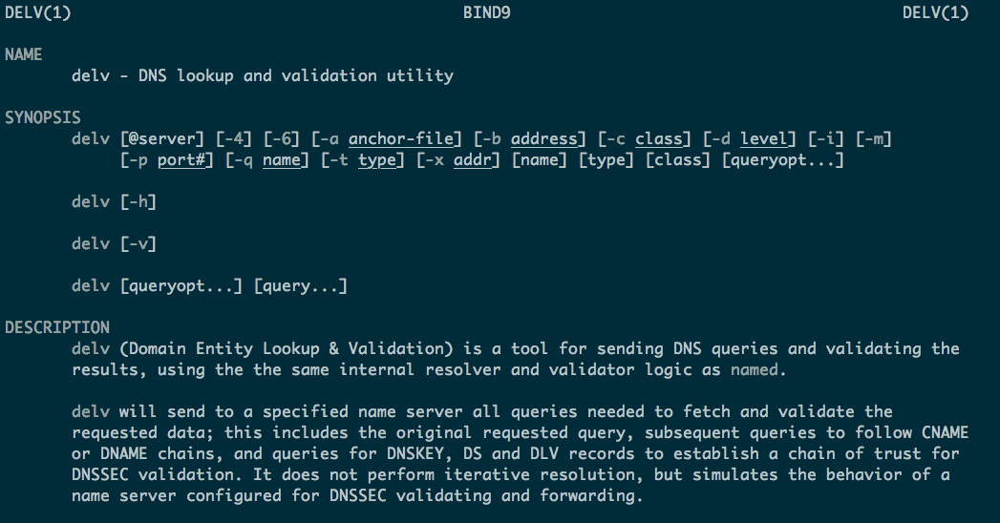 DELV(1) BIND9 DELV(1)
NAME
delv - DNS lookup and validation utility
SYNOPSIS
delv [@server] [-4] [-6] [-a anchor-file] [-b address] [-c class] [-d level] [-i] [-m]
[-p port#] [-q name] [-t type] [-x addr] [name] [type] [class] [queryopt...]
delv [-h]
delv [-v]
delv [queryopt...] [query...]
DESCRIPTION
delv (Domain Entity Lookup & Validation) is a tool for sending DNS queries and validating the
results, using the the same internal resolver and validator logic as named.
delv will send to a specified name server all queries needed to fetch and validate the
requested data; this includes the original requested query, subsequent queries to follow CNAME
or DNAME chains, and queries for DNSKEY, DS and DLV records to establish a chain of trust for
DNSSEC validation. It does not perform iterative resolution, but simulates the behavior of a
name server configured for DNSSEC validating and forwarding.